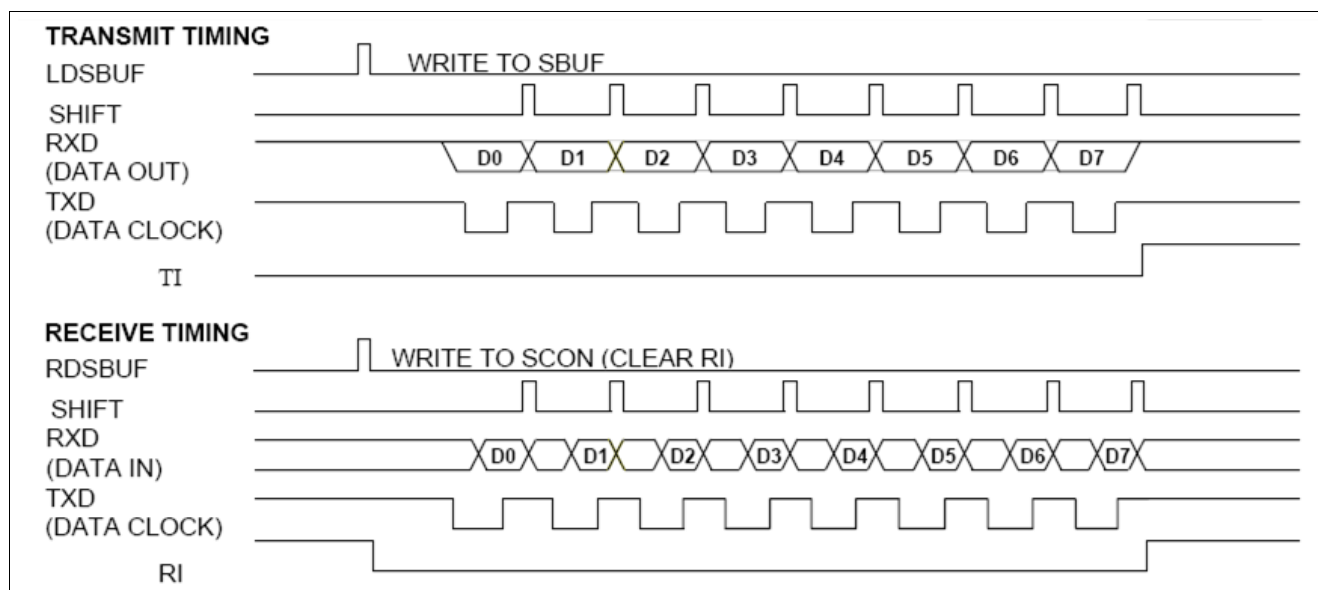 TRANSMIT TIMING
LDSBUF
WRITE TO SBUF
SHIFT
RXD
(DATA OUT)
D0 D1 D2 D3 D4 D5 D6 D7
TXD
(DATA CLOCK)
TI
RECEIVE TIMING
RDSBUF
WRITE TO SCON (CLEAR RI)
SHIFT
RXD
(DATA IN)
D0 D1 D2 D3 D4 D5 D6 D7
TXD
(DATA CLOCK)
RI